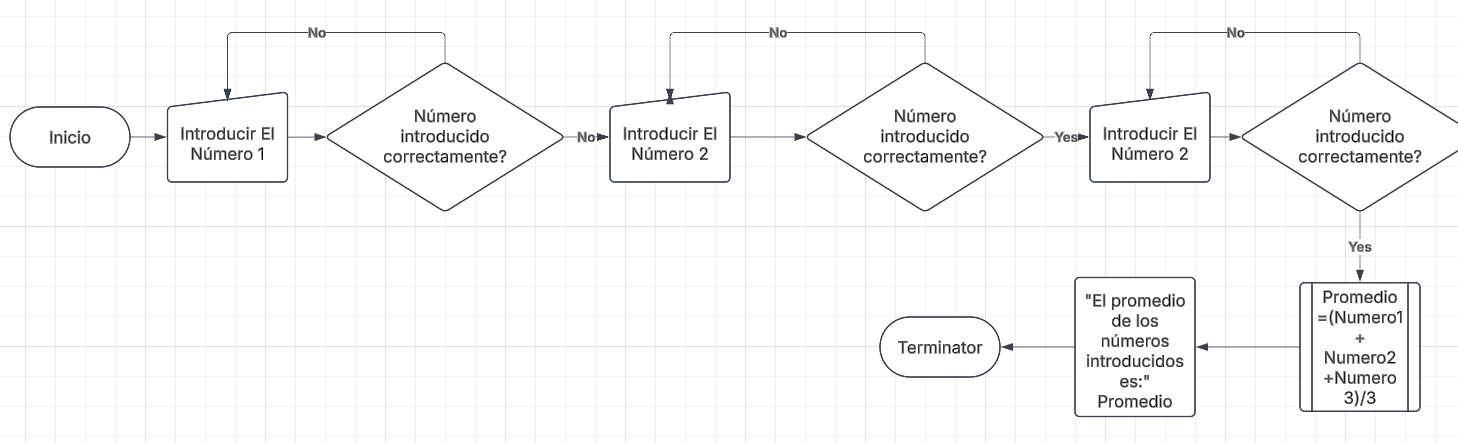 No
No
No
Inicio
Introducir El
Número 1
Número
introducido
correctamente?
No
Introducir El
Número 2
Número
introducido
correctamente?
Yes
Introducir El
Número 2
Número
introducido
correctamente?
Yes
Promedio
=(Numero1
+
Numero2
+Numero
3)/3
"El promedio
de los
números
introducidos
es:"
Promedio
Terminator